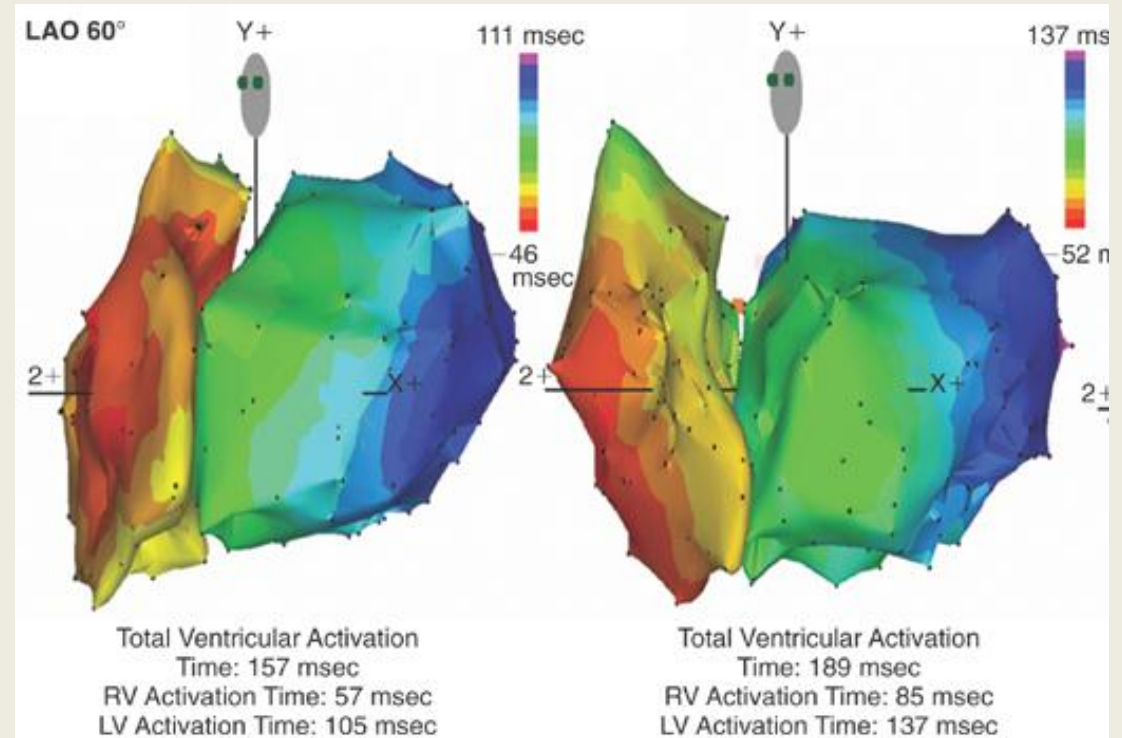 LAO 60°
Y+
111 msec
-46
msec
2+
X+
Total Ventricular Activation
Time: 157 msec
RV Activation Time: 57 msec
LV Activation Time: 105 msec
Y+
137 ms
-52 m
2+
X+
2+
Total Ventricular Activation
Time: 189 msec
RV Activation Time: 85 msec
LV Activation Time: 137 msec